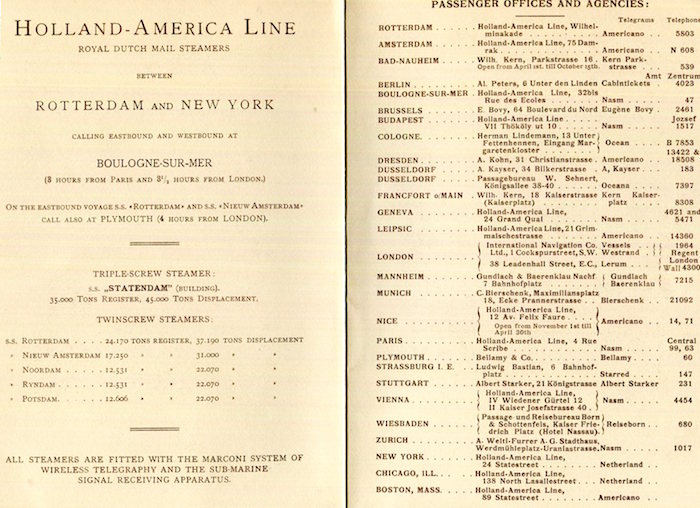 HOLLAND-AMERICA LINE
ROYAL DUTCH MAIL STEAMERS
BETWEEN
ROTTERDAM AND NEW YORK
CALLING EASTBOUND AND WESTBOUND AT
BOULOGNE-SUR-MER
(3 HOURS FROM PARIS AND 3½ HOURS FROM LONDON.)
ON THE EASTBOUND VOYAGE S.S. «ROTTERDAM» AND S.S. «NIEUW AMSTERDAM»
CALL ALSO AT PLYMOUTH (4 HOURS FROM LONDON).
TRIPLE-SCREW STEAMER:
S.S. „STATENDAM” (BUILDING).
35.000 TONS REGISTER, 45.000 TONS DISPLACEMENT.
TWINSCREW STEAMERS:
S.S. ROTTERDAM . . . 24.170 TONS REGISTER, 37.190 TONS DISPLACEMENT
» NIEUW AMSTERDAM 17.250 » » 31.000 » »
» NOORDAM . . . . . 12.531 » » 22.070 » »
» RYNDAM . . . . . 12.531 » » 22.070 » »
» POTSDAM. . . . . 12.606 » » 22.070 » »
ALL STEAMERS ARE FITTED WITH THE MARCONI SYSTEM OF
WIRELESS TELEGRAPHY AND THE SUB-MARINE
SIGNAL RECEIVING APPARATUS.
PASSENGER OFFICES AND AGENCIES:
Telegrams Telephone
ROTTERDAM . . . . . Holland-America Line, Wilhel-
minakade . . . . . . . Americano . . 5803
AMSTERDAM . . . . . Holland-America Line, 75 Dam-
rak . . . . . . . . . . Americano . . N 608
BAD-NAUHEIM . . . . Wilh. Kern, Parkstrasse 16 . Kern Park-
Open from April 1st. till October 15th. strasse . . . 539
Amt Zentrum
BERLIN . . . . . . . Al. Peters, 6 Unter den Linden Cabintickets . 4023
BOULOGNE-SUR-MER . Holland-America Line, 32bis
Rue des Ecoles . . . . . Nasm . . . . 47
BRUSSELS . . . . . . E. Bovy, 64 Boulevard du Nord Eugène Bovy . 2461
BUDAPEST . . . . . . Holland-America Line . . . . Jozsef
VII Thököly ut 10 . . . . Nasm . . . . 1517
COLOGNE. . . . . . . Herman Lindemann, 13 Unter
Fettenhennen, Eingang Mar- Ocean . . . B 7853
garetenkloster . . . . . . 13422 &
DRESDEN . . . . . . A. Kohn, 31 Christianstrasse . Americano . . 18508
DUSSELDORF . . . . . A. Kayser, 34 Bilkerstrasse A. Kayser . . 183
DUSSELDORF . . . . . Passagebureau W. Sehnert,
Königsallee 38-40 . . . . Oceana . . . 7397
FRANCFORT o/MAIN . Wilh. Kern, 18 Kaiserstrasse Kern Kaiser-
(Kaiserplatz) . . . . . . platz . . . . 8308
GENEVA . . . . . . . Holland-America Line, 4621 and
24 Grand Quai . . . . . . Nasm . . . . 5471
LEIPSIC . . . . . . . Holland-America Line, 21 Grim-
maischestrasse . . . . . . Americano . . 14360
International Navigation Co. Vessels . . 1964
LONDON . . . . . . . Ltd., 1 Cockspurstreet, S.W. Westrand . Regent
London
38 Leadenhall Street, E.C., Lerum . . . Wall 4300
MANNHEIM . . . . . . Gundlach & Baerenklau Nachf. Gundlach
7 Bahnhofplatz . . . . . . Baerenklau 7215
MUNICH . . . . . . . C. Bierschenk, Maximiliansplatz
18, Ecke Prannerstrasse . . Bierschenk . . 21092
Holland-America Line,
NICE . . . . . . . . 12 Av. Felix Faure . . . . Americano . . 14, 71
Open from November 1st till
April 30th
PARIS . . . . . . . . Holland-America Line, 4 Rue Central
Scribe . . . . . . . . . Nasm . . . . 99, 63
PLYMOUTH . . . . . . Bellamy & Co. . . . . . . Bellamy . . . 60
STRASSBURG I. E. . . . Ludwig Bastian, 6 Bahnhof-
platz . . . . . . . . . . Starred . . . 147
STUTTGART . . . . . Albert Starker, 21 Königstrasse Albert Starker 231
Holland-America Line,
VIENNA . . . . . . . IV Wiedener Gürtel 12 Nasm . . . . 4454
II Kaiser Josefstrasse 40 .
Passage- und Reisebureau Born
WIESBADEN . . . . . & Schottenfels, Kaiser Frie- Reiseborn . . 680
drich Platz (Hotel Nassau).
ZURICH . . . . . . . A. Weitl-Furrer A. G. Stadthaus,
Werdmühleplatz-Uraniastrasse. Nasm . . . . 1017
NEW YORK . . . . . . Holland-America Line,
24 Statestreet . . . . . . Netherland . .
CHICAGO, ILL. . . . . Holland-America Line,
138 North Lasallestreet . . Netherland . .
BOSTON, MASS. . . . . Holland-America Line,
89 Statestreet . . . . . . Americano . .